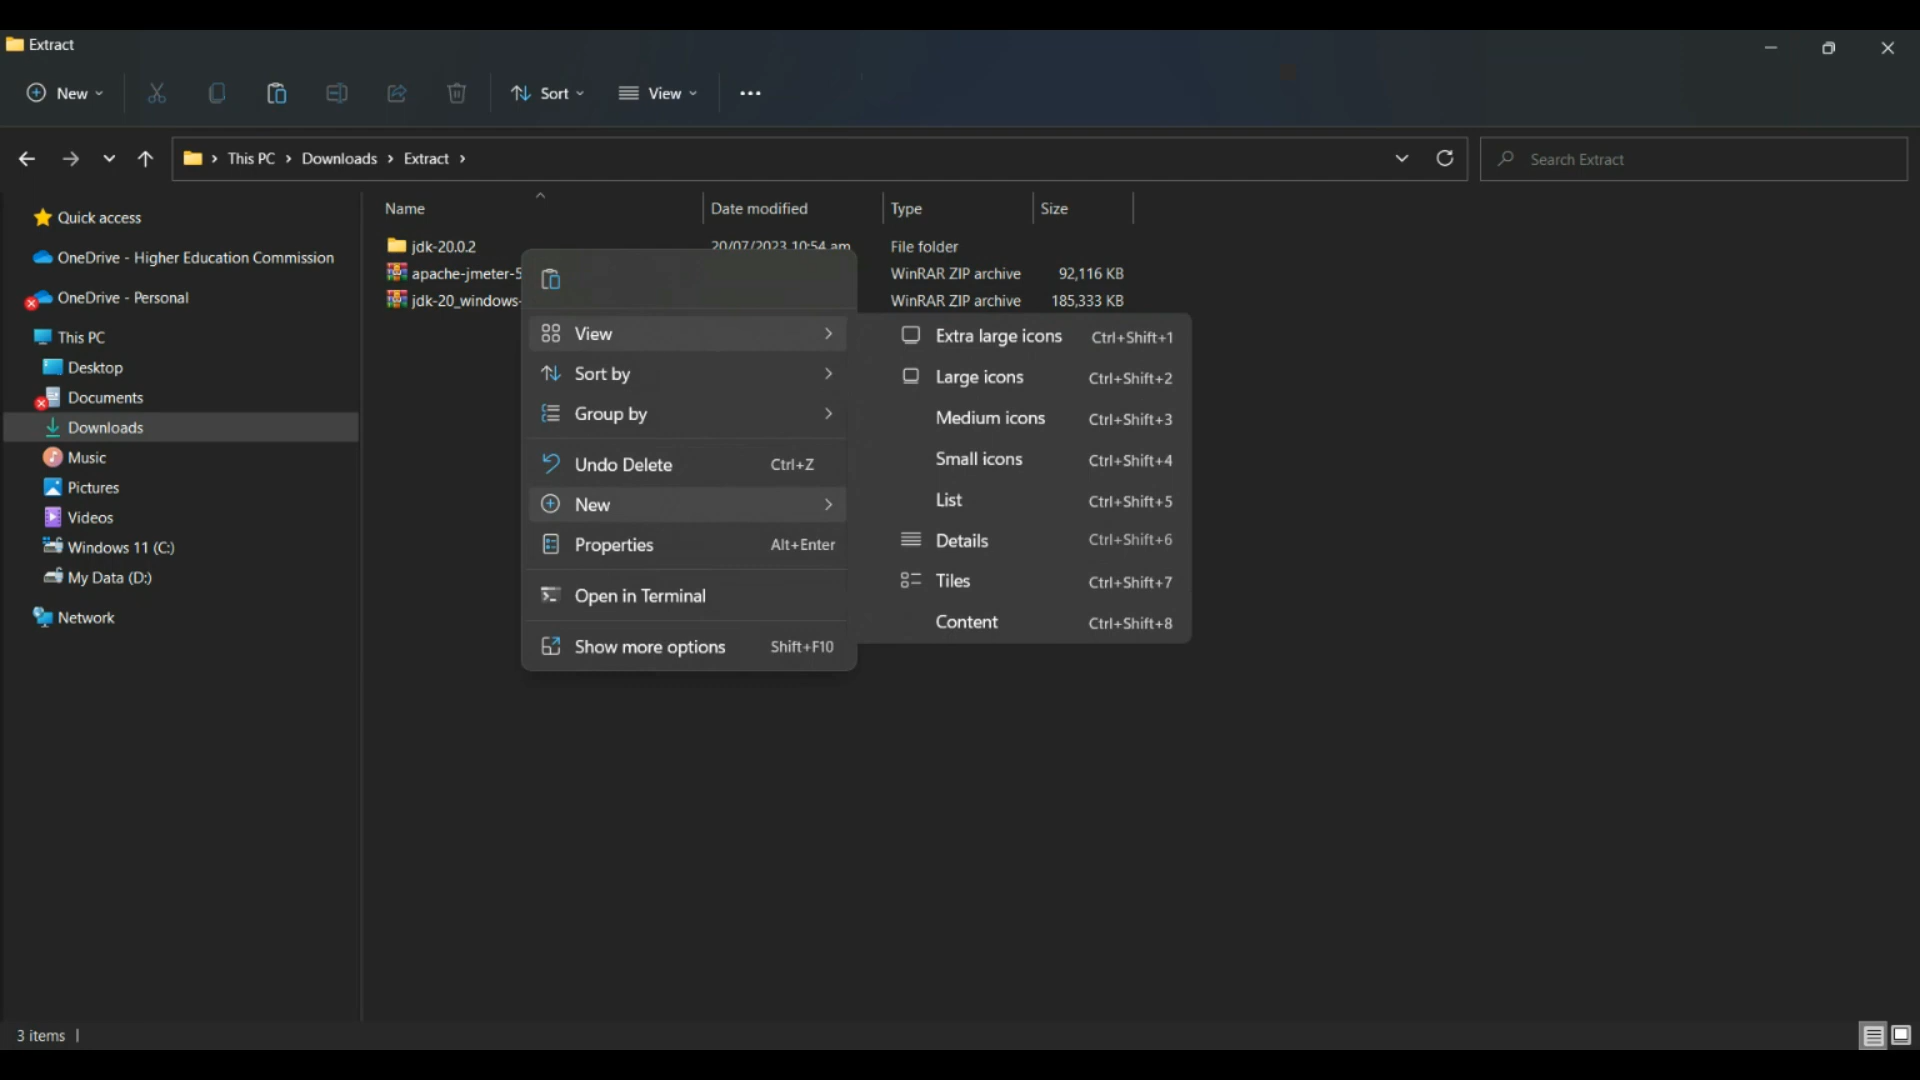 Extract
New
Sort
View
This PC
Downloads
Extract
Search Extract
Quick access
OneDrive - Higher Education Commission
OneDrive - Personal
This PC
Desktop
Documents
Downloads
Music
Pictures
Videos
Windows 11 (C:)
My Data (D:)
Network
Name Date modified Type Size
jdk-20.0.2 20/07/2023 10:54 am File folder
apache-jmeter-5 WinRAR ZIP archive 92,116 KB
jdk-20_windows- WinRAR ZIP archive 185,333 KB
View
Sort by
Group by
Undo Delete Ctrl+Z
New
Properties Alt+Enter
Open in Terminal
Show more options Shift+F10
Extra large icons Ctrl+Shift+1
Large icons Ctrl+Shift+2
Medium icons Ctrl+Shift+3
Small icons Ctrl+Shift+4
List Ctrl+Shift+5
Details Ctrl+Shift+6
Tiles Ctrl+Shift+7
Content Ctrl+Shift+8
3 items